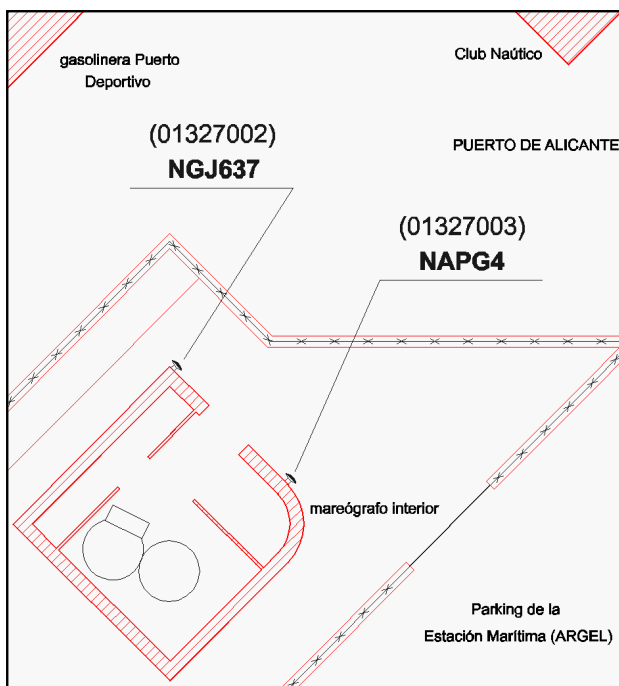 gasolinera Puerto
Deportivo
Club Naútico
(01327002)
NGJ637
PUERTO DE ALICANTE
(01327003)
NAPG4
mareógrafo interior
Parking de la
Estación Marítima (ARGEL)